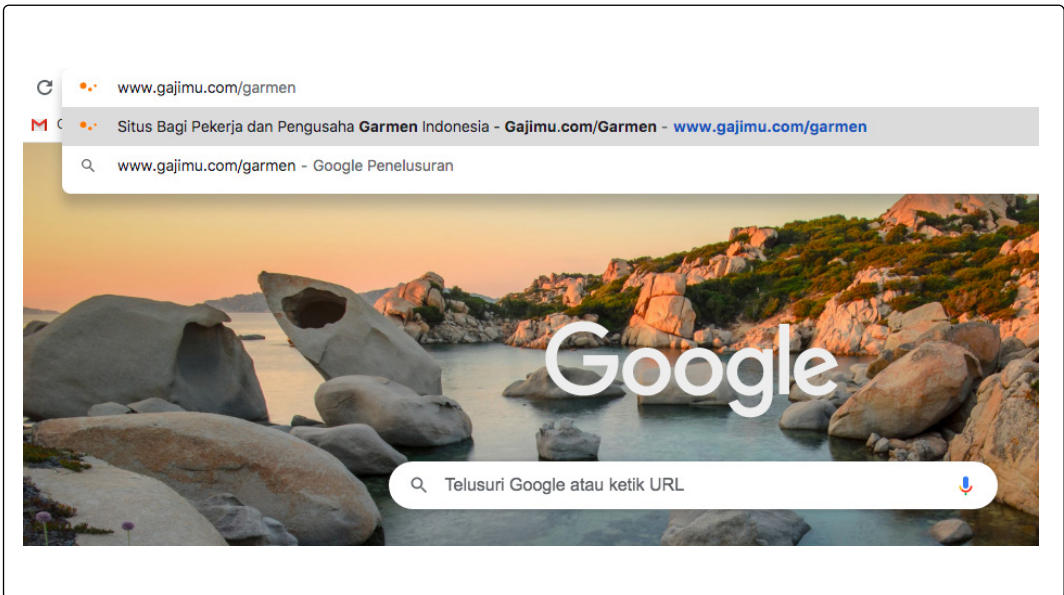 www.gajimu.com/garmen
Situs Bagi Pekerja dan Pengusaha Garmen Indonesia - Gajimu.com/Garmen - www.gajimu.com/garmen
www.gajimu.com/garmen - Google Penelusuran
Google
Telusuri Google atau ketik URL